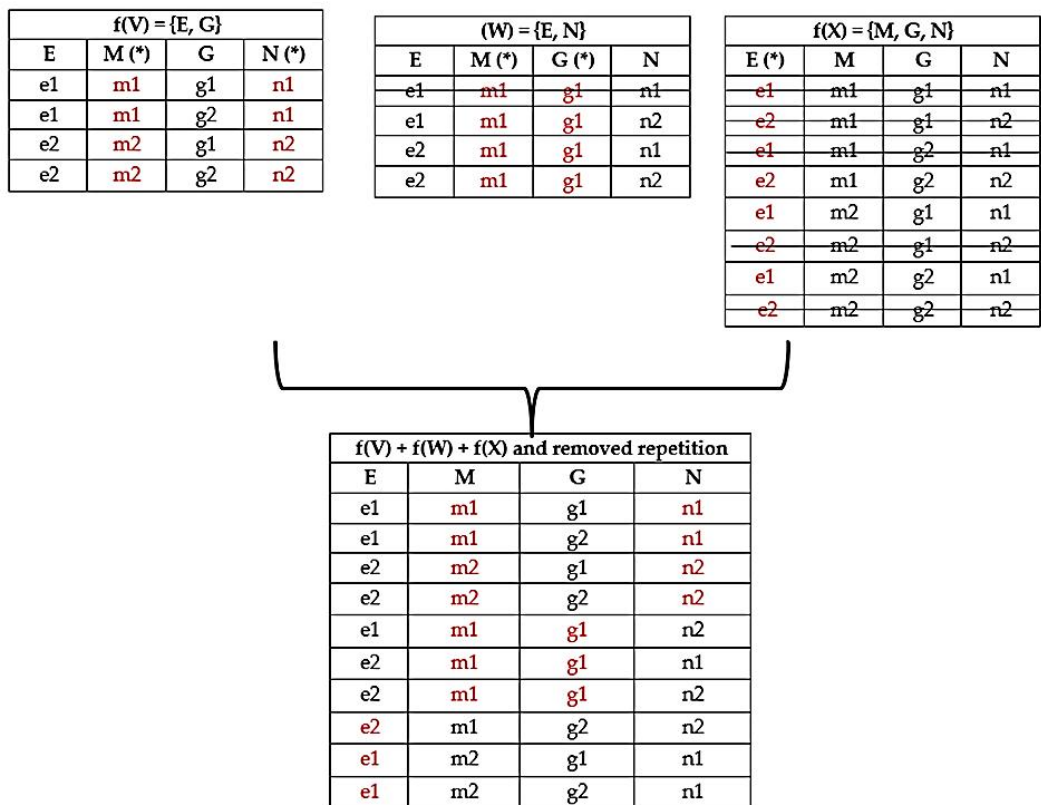 f(V) = {E, G}
E M (*) G N (*)
e1 m1 g1 n1
e1 m1 g2 n1
e2 m2 g1 n2
e2 m2 g2 n2
(W) = {E, N}
E M (*) G (*) N
e1 m1 g1 n1
e1 m1 g1 n2
e2 m1 g1 n1
e2 m1 g1 n2
f(X) = {M, G, N}
E (*) M G N
e1 m1 g1 n1
e2 m1 g1 n2
e1 m1 g2 n1
e2 m1 g2 n2
e1 m2 g1 n1
e2 m2 g1 n2
e1 m2 g2 n1
e2 m2 g2 n2
f(V) + f(W) + f(X) and removed repetition
E M G N
e1 m1 g1 n1
e1 m1 g2 n1
e2 m2 g1 n2
e2 m2 g2 n2
e1 m1 g1 n2
e2 m1 g1 n1
e2 m1 g1 n2
e2 m1 g2 n2
e1 m2 g1 n1
e1 m2 g2 n1